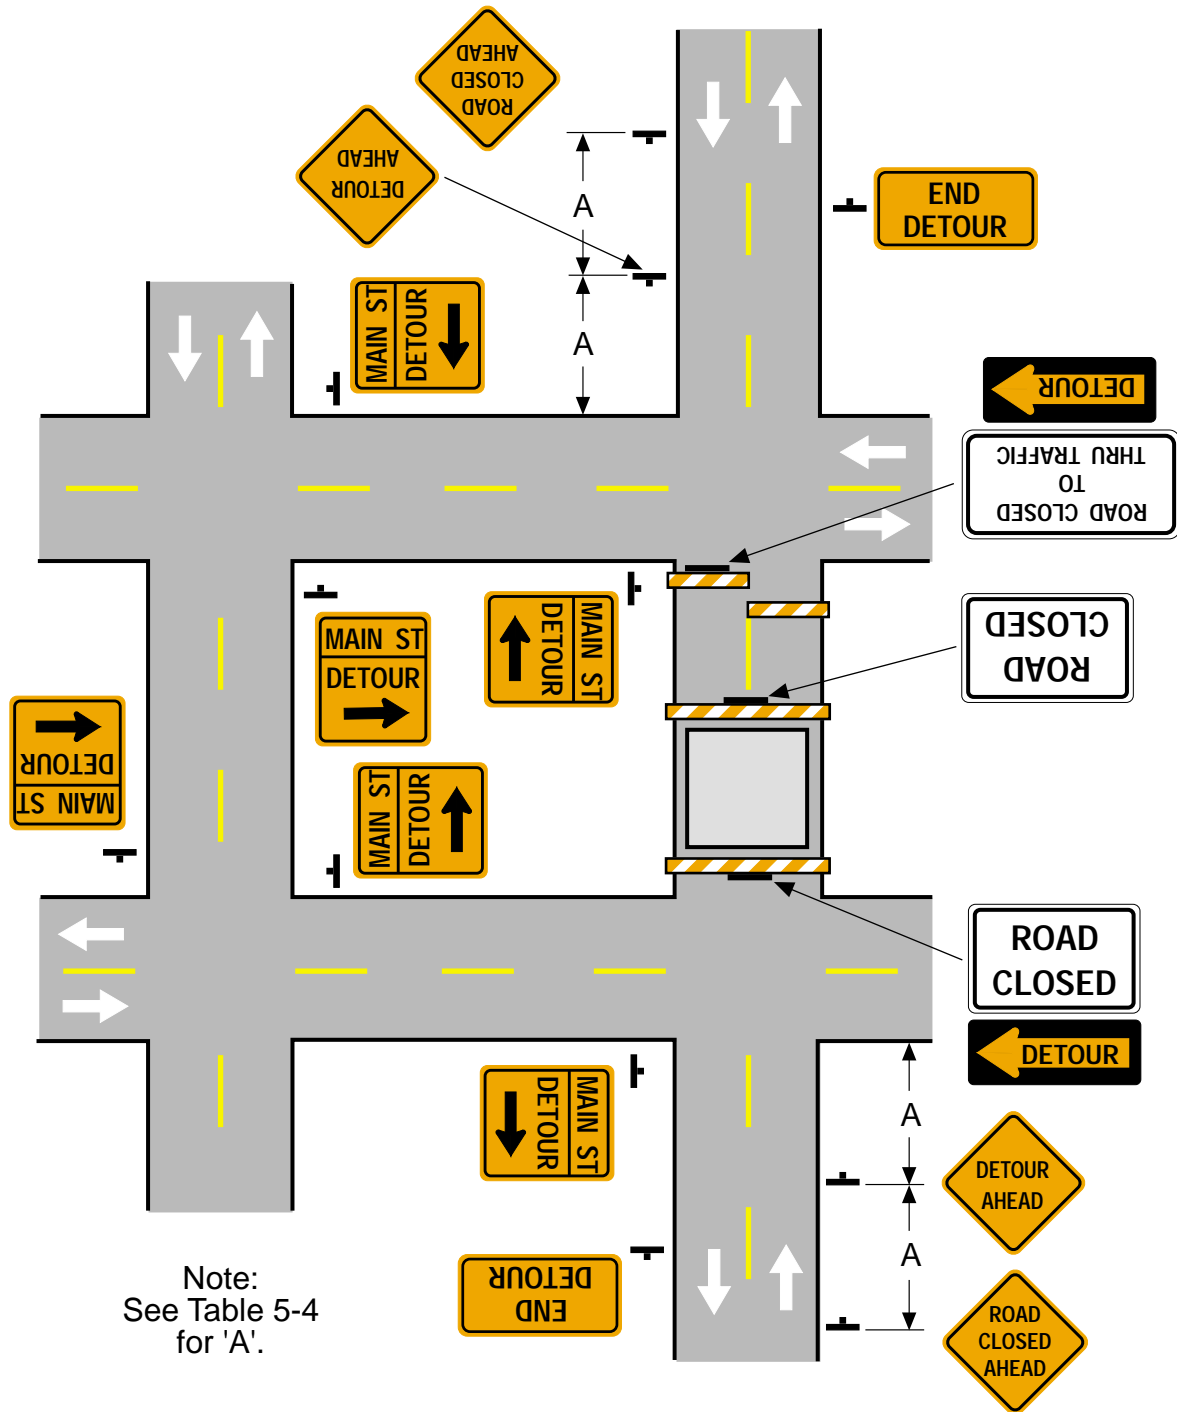 ROAD
CLOSED
AHEAD
DETOUR
AHEAD
A
A
END
DETOUR
MAIN ST
DETOUR
DETOUR
ROAD CLOSED
TO
THRU TRAFFIC
MAIN ST
DETOUR
MAIN ST
DETOUR
ROAD
CLOSED
MAIN ST
DETOUR
MAIN ST
DETOUR
ROAD
CLOSED
DETOUR
MAIN ST
DETOUR
A
DETOUR
AHEAD
A
END
DETOUR
ROAD
CLOSED
AHEAD
Note:
See Table 5-4
for 'A'.